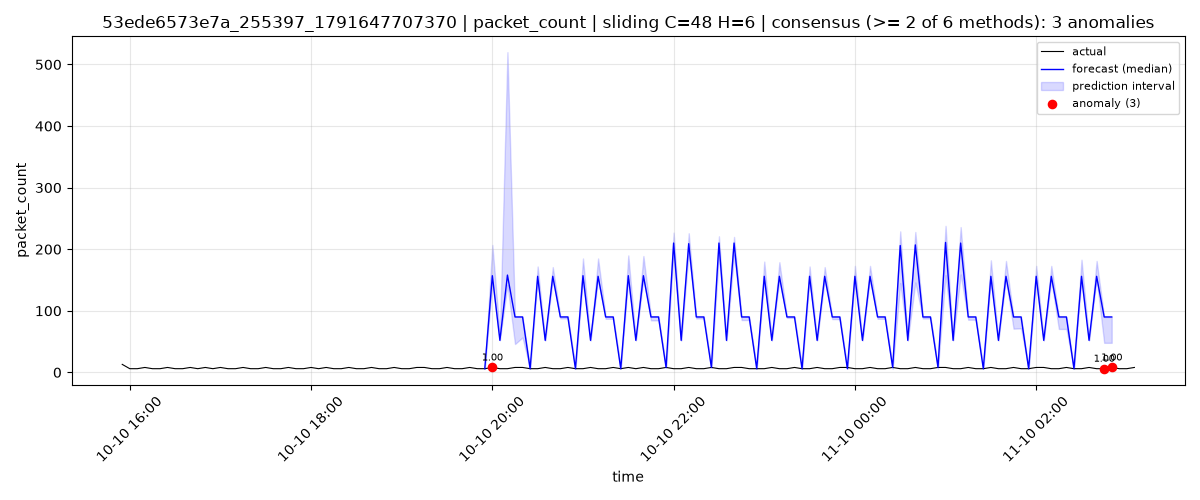 53ede6573e7a_255397_1791647707370 | packet_count | sliding C=48 H=6 | consensus (>= 2 of 6 methods): 3 anomalies
packet_count
500
400
300
200
100
0
actual
forecast (median)
prediction interval
anomaly (3)
1.00
1.00
1.00
10-10 16:00
10-10 18:00
10-10 20:00
10-10 22:00
11-10 00:00
11-10 02:00
time